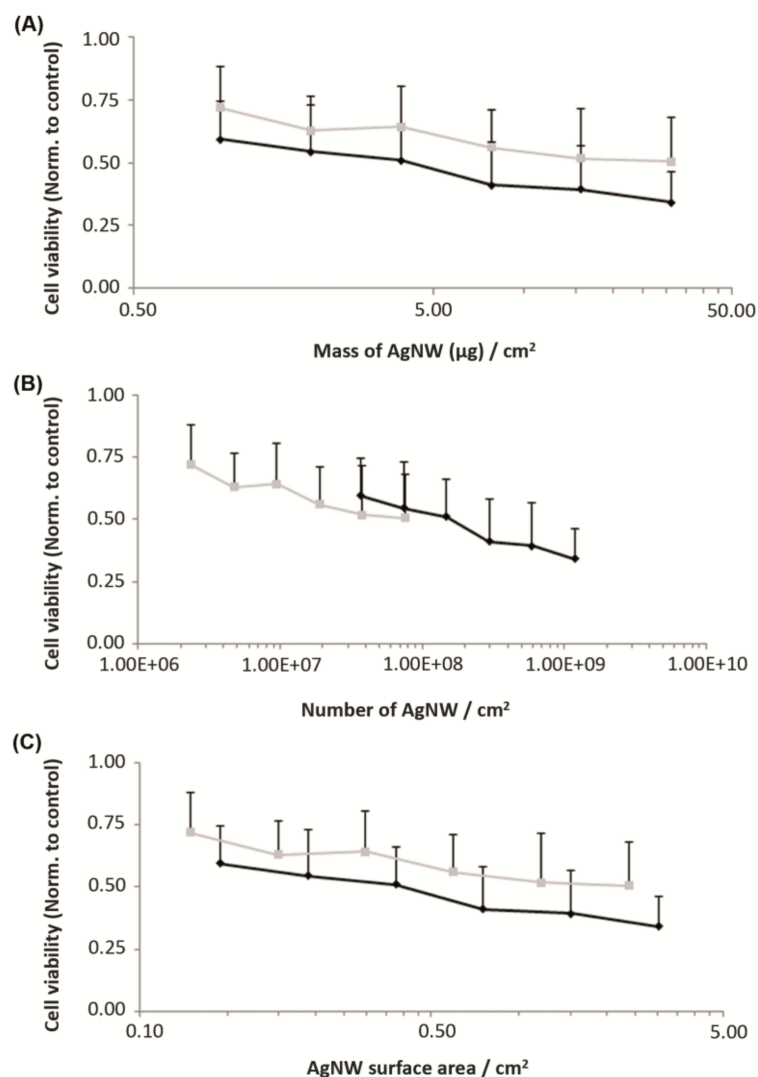 (A)
1.00
0.75
0.50
0.25
0.00
Cell viability (Norm. to control)
0.50 5.00 50.00
Mass of AgNW (µg) / cm²
(B)
1.00
0.75
0.50
0.25
0.00
Cell viability (Norm. to control)
1.00E+06 1.00E+07 1.00E+08 1.00E+09 1.00E+10
Number of AgNW / cm²
(C)
1.00
0.75
0.50
0.25
0.00
Cell viability (Norm. to control)
0.10 0.50 5.00
AgNW surface area / cm²